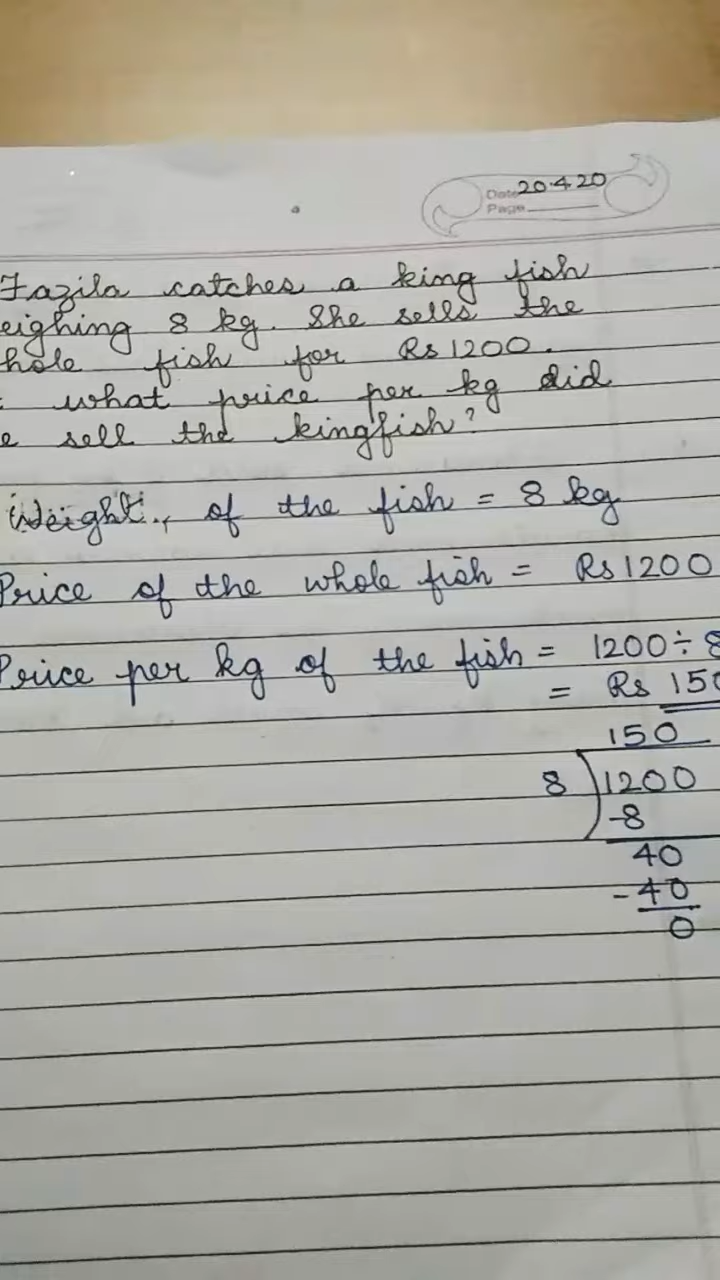 Date 20.4.20
Page
Fazila catches a king fish
eighing 8 kg. She sells the
hole fish for Rs 1200.
what price per kg did
e sell the kingfish?
Weight., of the fish = 8 kg
Price of the whole fish = Rs 1200
Price per kg of the fish = 1200÷8
= Rs 150
150
8 )1200
-8
40
-40
0